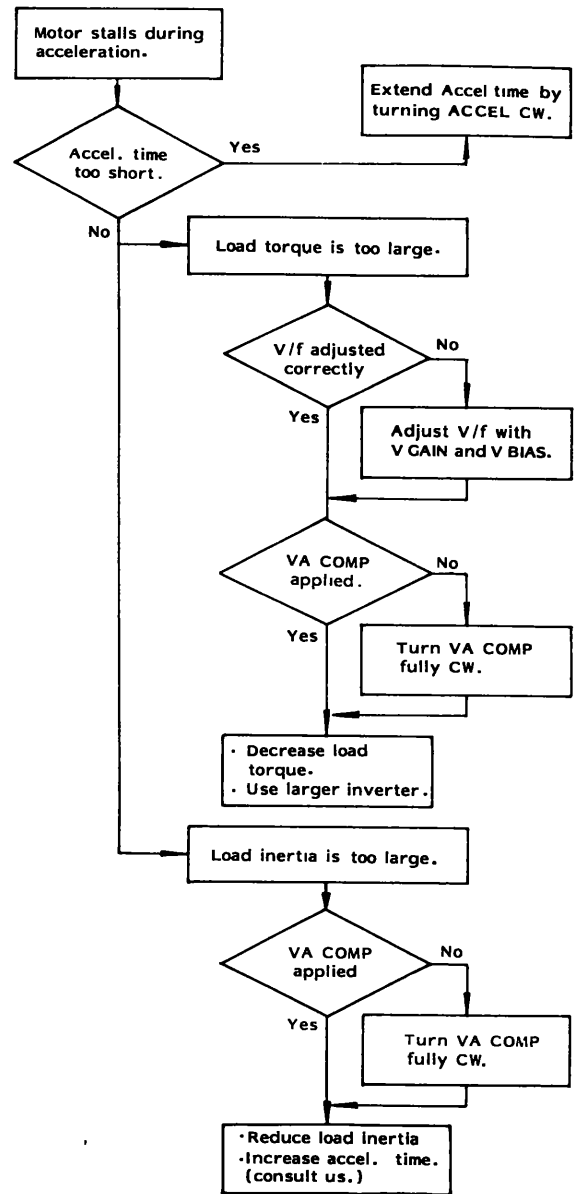 Motor stalls during
acceleration.
Extend Accel time by
turning ACCEL CW.
Accel. time
too short.
Yes
No
Load torque is too large.
V/f adjusted
correctly
No
Yes
Adjust V/f with
V GAIN and V BIAS.
VA COMP
applied.
No
Yes
Turn VA COMP
fully CW.
· Decrease load
torque.
· Use larger inverter.
Load inertia is too large.
VA COMP
applied
No
Yes
Turn VA COMP
fully CW.
·Reduce load inertia
·Increase accel. time.
(consult us.)